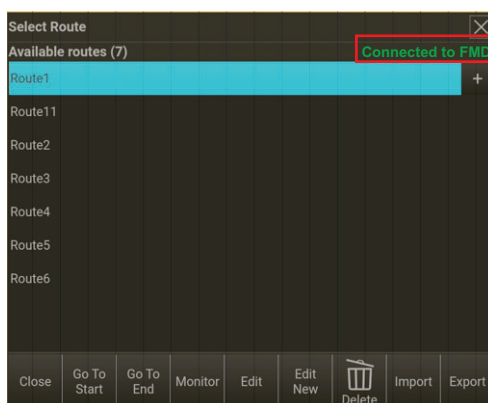 Select Route
Available routes (7)
Connected to FMD
Route1
+
Route11
Route2
Route3
Route4
Route5
Route6
Close
Go To
Start
Go To
End
Monitor
Edit
Edit
New
Delete
Import
Export